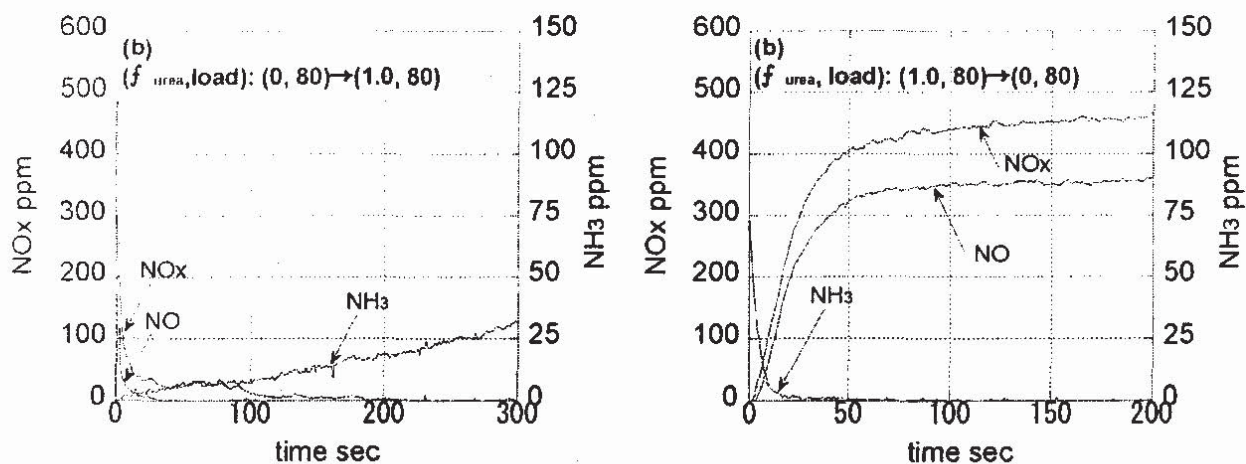 600
500
400
300
200
100
0
NOx ppm
(b)
(f urea,load): (0, 80)→(1.0, 80)
NOx
NO
NH3
150
125
100
75
50
25
0
NH3 ppm
0 100 200 300
time sec
600
500
400
300
200
100
0
NOx ppm
(b)
(f urea, load): (1.0, 80)→(0, 80)
NOx
NO
NH3
150
125
100
75
50
25
0
NH3 ppm
0 50 100 150 200
time sec